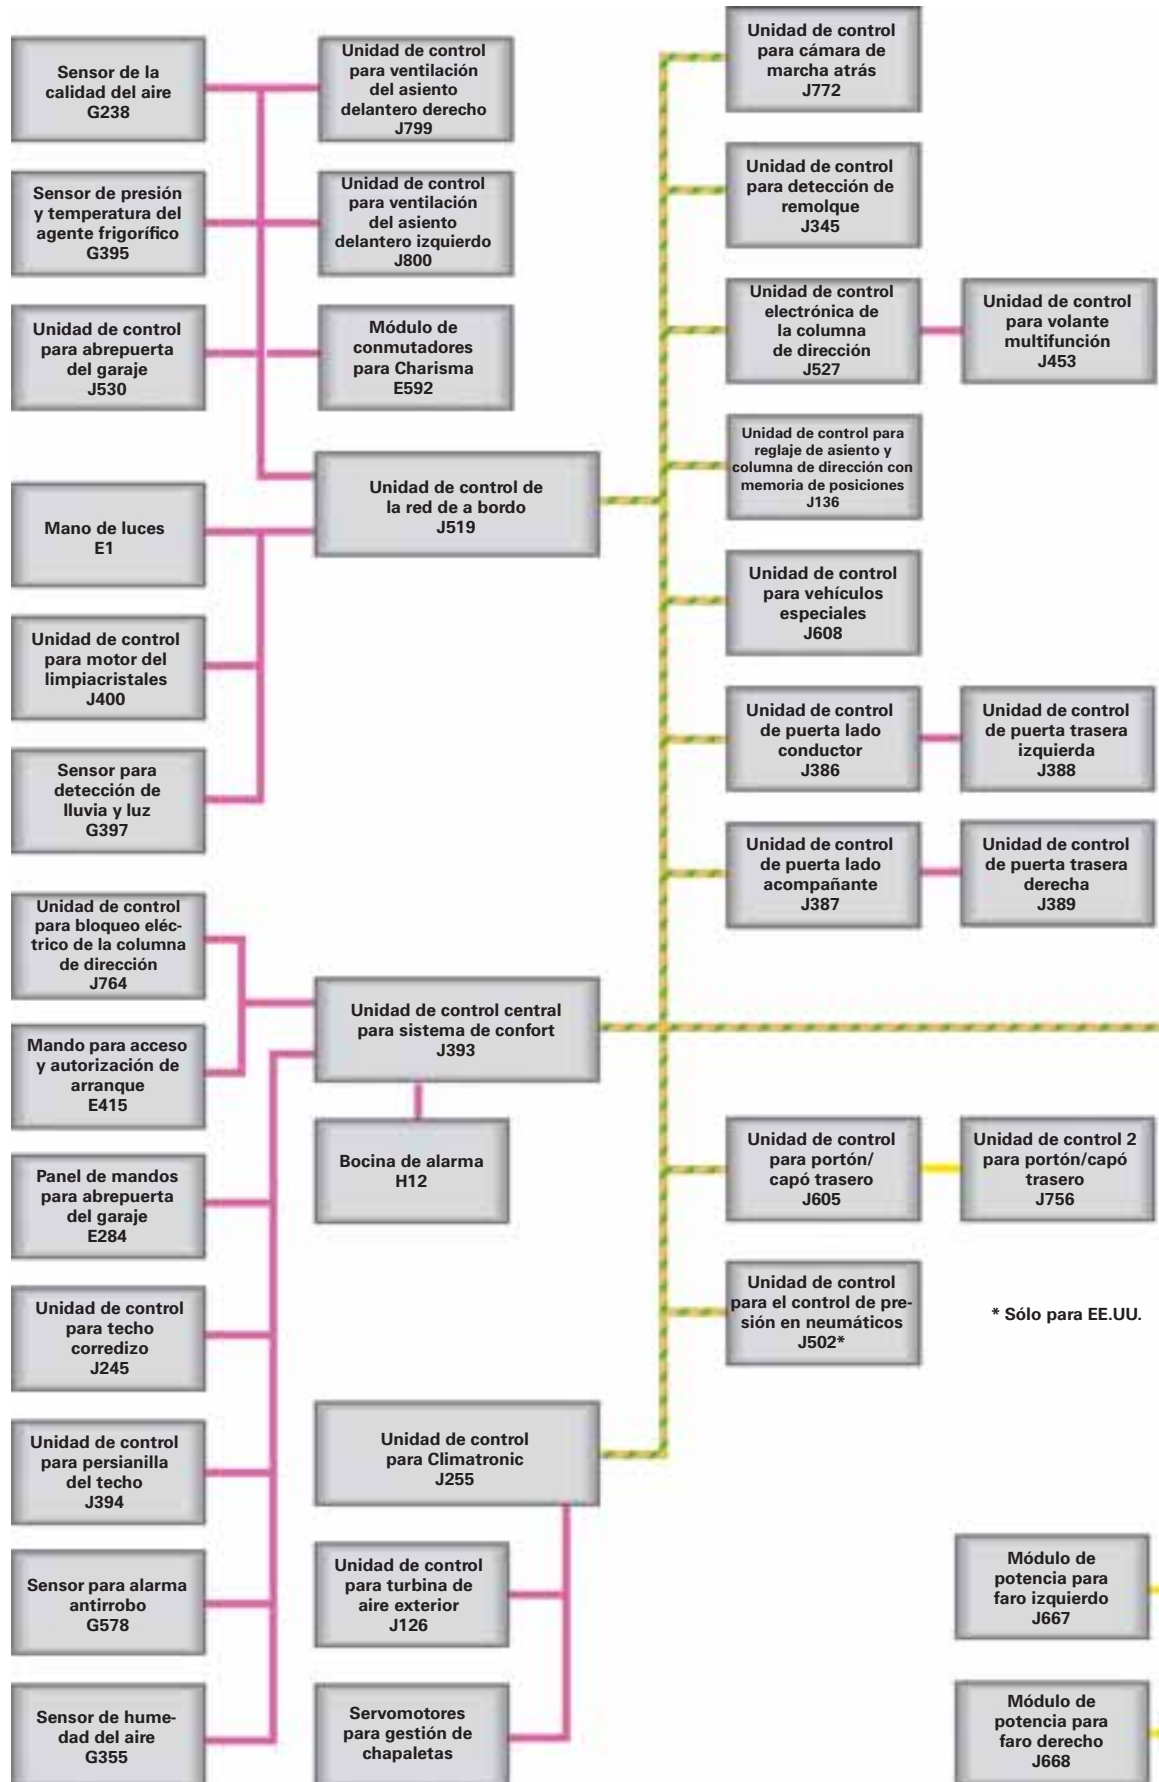 Sensor de la
calidad del aire
G238
Sensor de presión
y temperatura del
agente frigorífico
G395
Unidad de control
para abrepuerta
del garaje
J530
Mano de luces
E1
Unidad de control
para motor del
limpiacristales
J400
Sensor para
detección de
lluvia y luz
G397
Unidad de control
para bloqueo eléc-
trico de la columna
de dirección
J764
Mando para acceso
y autorización de
arranque
E415
Panel de mandos
para abrepuerta
del garaje
E284
Unidad de control
para techo
corredizo
J245
Unidad de control
para persianilla
del techo
J394
Sensor para alarma
antirrobo
G578
Sensor de hume-
dad del aire
G355
Unidad de control
para ventilación
del asiento
delantero derecho
J799
Unidad de control
para ventilación
del asiento
delantero izquierdo
J800
Módulo de
conmutadores
para Charisma
E592
Unidad de control de
la red de a bordo
J519
Unidad de control central
para sistema de confort
J393
Bocina de alarma
H12
Unidad de control
para Climatronic
J255
Unidad de control
para turbina de
aire exterior
J126
Servomotores
para gestión de
chapaletas
Unidad de control
para cámara de
marcha atrás
J772
Unidad de control
para detección de
remolque
J345
Unidad de control
electrónica de
la columna
de dirección
J527
Unidad de control
para volante
multifunción
J453
Unidad de control para
reglaje de asiento y
columna de dirección con
memoria de posiciones
J136
Unidad de control
para vehículos
especiales
J608
Unidad de control
de puerta lado
conductor
J386
Unidad de control
de puerta trasera
izquierda
J388
Unidad de control
de puerta lado
acompañante
J387
Unidad de control
de puerta trasera
derecha
J389
Unidad de control
para portón/
capó trasero
J605
Unidad de control 2
para portón/capó
trasero
J756
Unidad de control
para el control de pre-
sión en neumáticos
J502*
* Sólo para EE.UU.
Módulo de
potencia para
faro izquierdo
J667
Módulo de
potencia para
faro derecho
J668